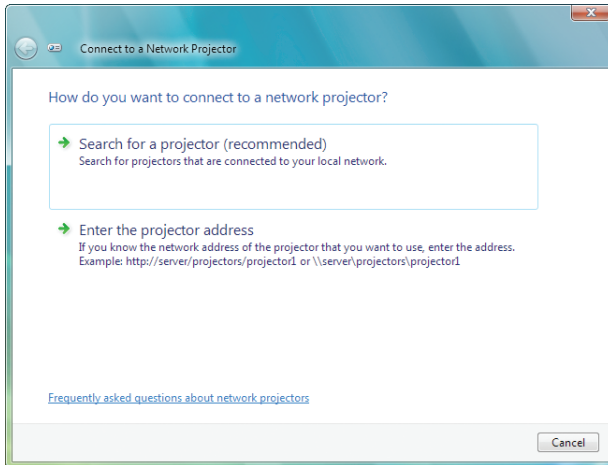 Connect to a Network Projector
How do you want to connect to a network projector?
Search for a projector (recommended)
Search for projectors that are connected to your local network.
Enter the projector address
If you know the network address of the projector that you want to use, enter the address.
Example: http://server/projectors/projector1 or \\server\projectors\projector1
Frequently asked questions about network projectors
Cancel